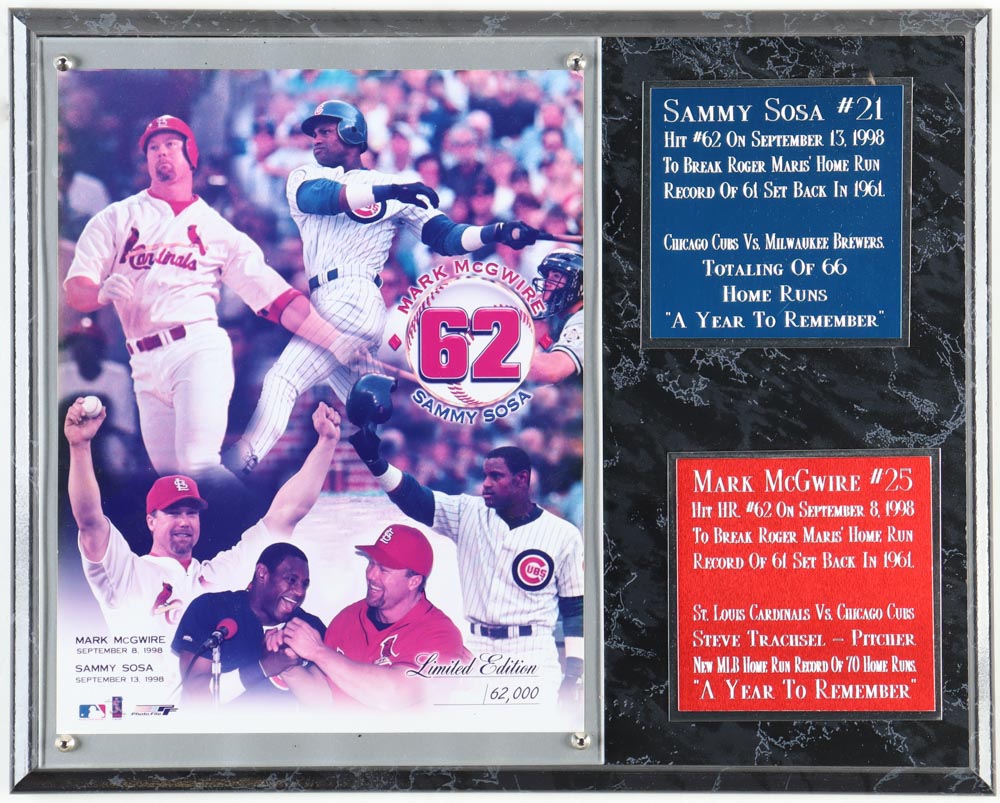 Cardinals
CUBS
MARK McGWIRE
62
SAMMY SOSA
MARK McGWIRE
SEPTEMBER 8, 1998
SAMMY SOSA
SEPTEMBER 13, 1998
Limited Edition
/62,000
Photo File
SAMMY SOSA #21
HIT #62 ON SEPTEMBER 13, 1998
TO BREAK ROGER MARIS' HOME RUN
RECORD OF 61 SET BACK IN 1961.
CHICAGO CUBS VS. MILWAUKEE BREWERS.
TOTALING OF 66
HOME RUNS
"A YEAR TO REMEMBER"
MARK McGWIRE #25
HIT HR. #62 ON SEPTEMBER 8, 1998
TO BREAK ROGER MARIS' HOME RUN
RECORD OF 61 SET BACK IN 1961.
ST. LOUIS CARDINALS VS. CHICAGO CUBS
STEVE TRACHSEL - PITCHER
NEW MLB HOME RUN RECORD OF 70 HOME RUNS.
"A YEAR TO REMEMBER"